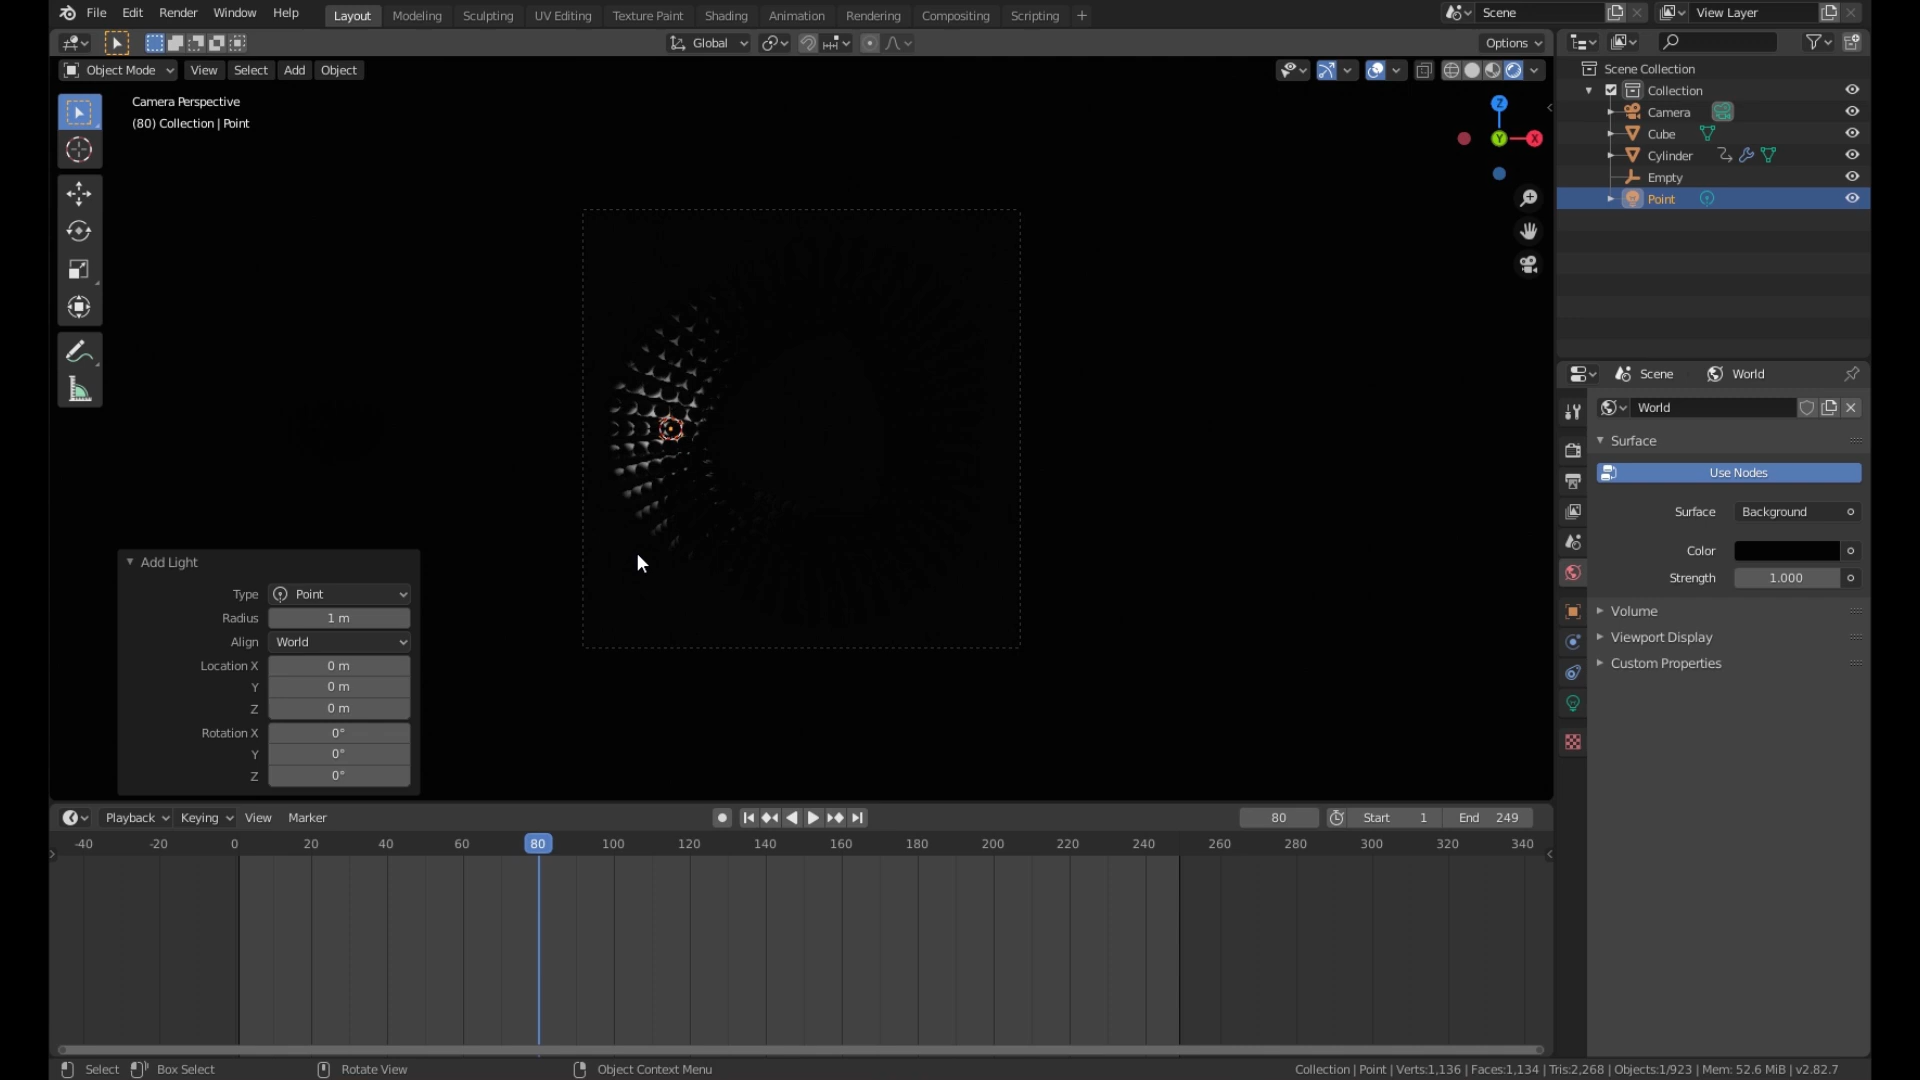 File Edit Render Window Help Layout Modeling Sculpting UV Editing Texture Paint Shading Animation Rendering Compositing Scripting + Scene View Layer
Global Options
Object Mode View Select Add Object
Camera Perspective
(80) Collection | Point
Z
Y
X
Scene Collection
Collection
Camera
Cube
Cylinder
Empty
Point
Scene World
World
Surface
Use Nodes
Surface Background
Color
Strength 1.000
Volume
Viewport Display
Custom Properties
Add Light
Type Point
Radius 1 m
Align World
Location X 0 m
Y 0 m
Z 0 m
Rotation X 0°
Y 0°
Z 0°
Playback Keying View Marker 80 Start 1 End 249
-40 -20 0 20 40 60 80 100 120 140 160 180 200 220 240 260 280 300 320 340
Select Box Select Rotate View Object Context Menu Collection | Point | Verts:1,136 | Faces:1,134 | Tris:2,268 | Objects:1/923 | Mem: 52.6 MiB | v2.82.7